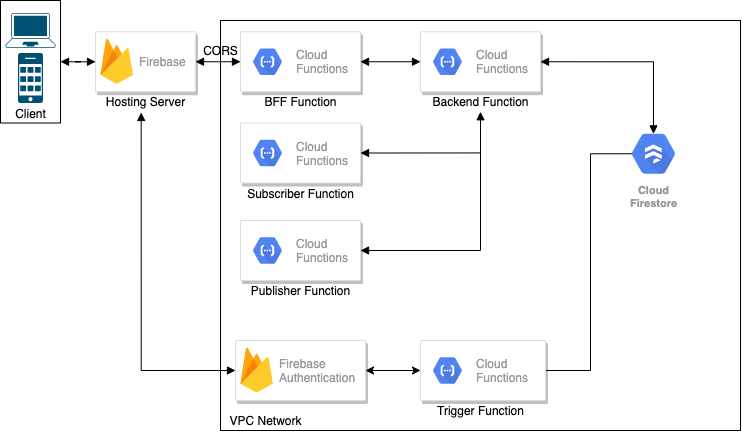 Client
Firebase
Hosting Server
CORS
Cloud
Functions
BFF Function
Cloud
Functions
Backend Function
Cloud
Functions
Subscriber Function
Cloud
Firestore
Cloud
Functions
Publisher Function
Firebase
Authentication
Cloud
Functions
Trigger Function
VPC Network